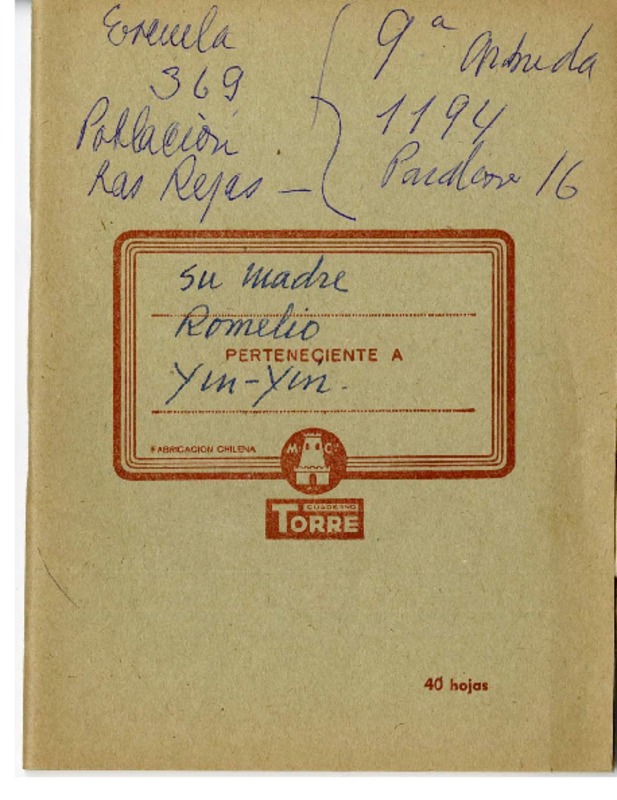 Escuela
369
Población
Las Rejas —
9ª Avenida
1194
Paradero 16
su madre
Romelio
PERTENECIENTE A
Yin-Yin.
FABRICACION CHILENA
M C
CUADERNO
TORRE
40 hojas